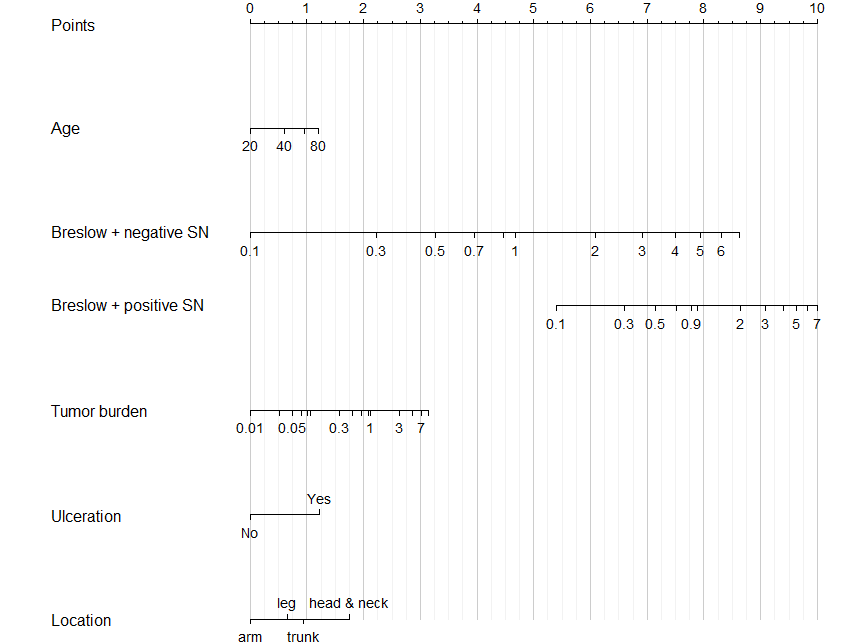 0 1 2 3 4 5 6 7 8 9 10
Points
Age
20 40 80
Breslow + negative SN
0.1 0.3 0.5 0.7 1 2 3 4 5 6
Breslow + positive SN
0.1 0.3 0.5 0.9 2 3 5 7
Tumor burden
0.01 0.05 0.3 1 3 7
Yes
Ulceration
No
leg head & neck
Location
arm trunk